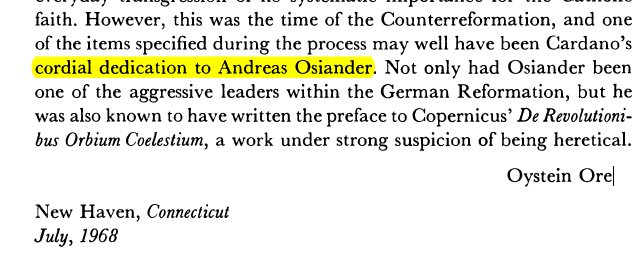 faith. However, this was the time of the Counterreformation, and one
of the items specified during the process may well have been Cardano's
cordial dedication to Andreas Osiander. Not only had Osiander been
one of the aggressive leaders within the German Reformation, but he
was also known to have written the preface to Copernicus' De Revolutioni-
bus Orbium Coelestium, a work under strong suspicion of being heretical.
Oystein Ore
New Haven, Connecticut
July, 1968